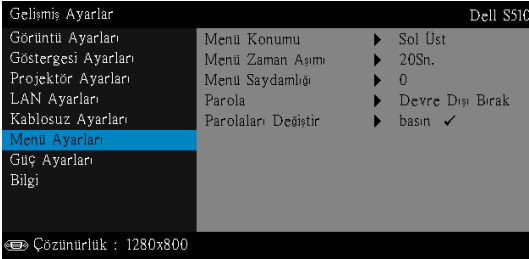 Gelişmiş Ayarlar Dell S510
Görüntü Ayarları
Göstergesi Ayarları
Projektör Ayarları
LAN Ayarları
Kablosuz Ayarları
Menü Ayarları
Güç Ayarları
Bilgi
Menü Konumu Sol Üst
Menü Zaman Aşımı 20Sn.
Menü Saydamlığı 0
Parola Devre Dışı Bırak
Parolaları Değiştir basın ✓
Çözünürlük : 1280x800